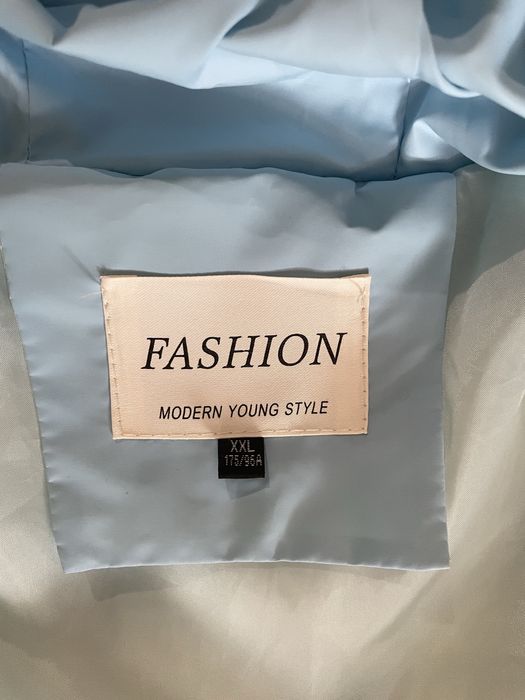 FASHION
MODERN YOUNG STYLE
XXL
175/96A